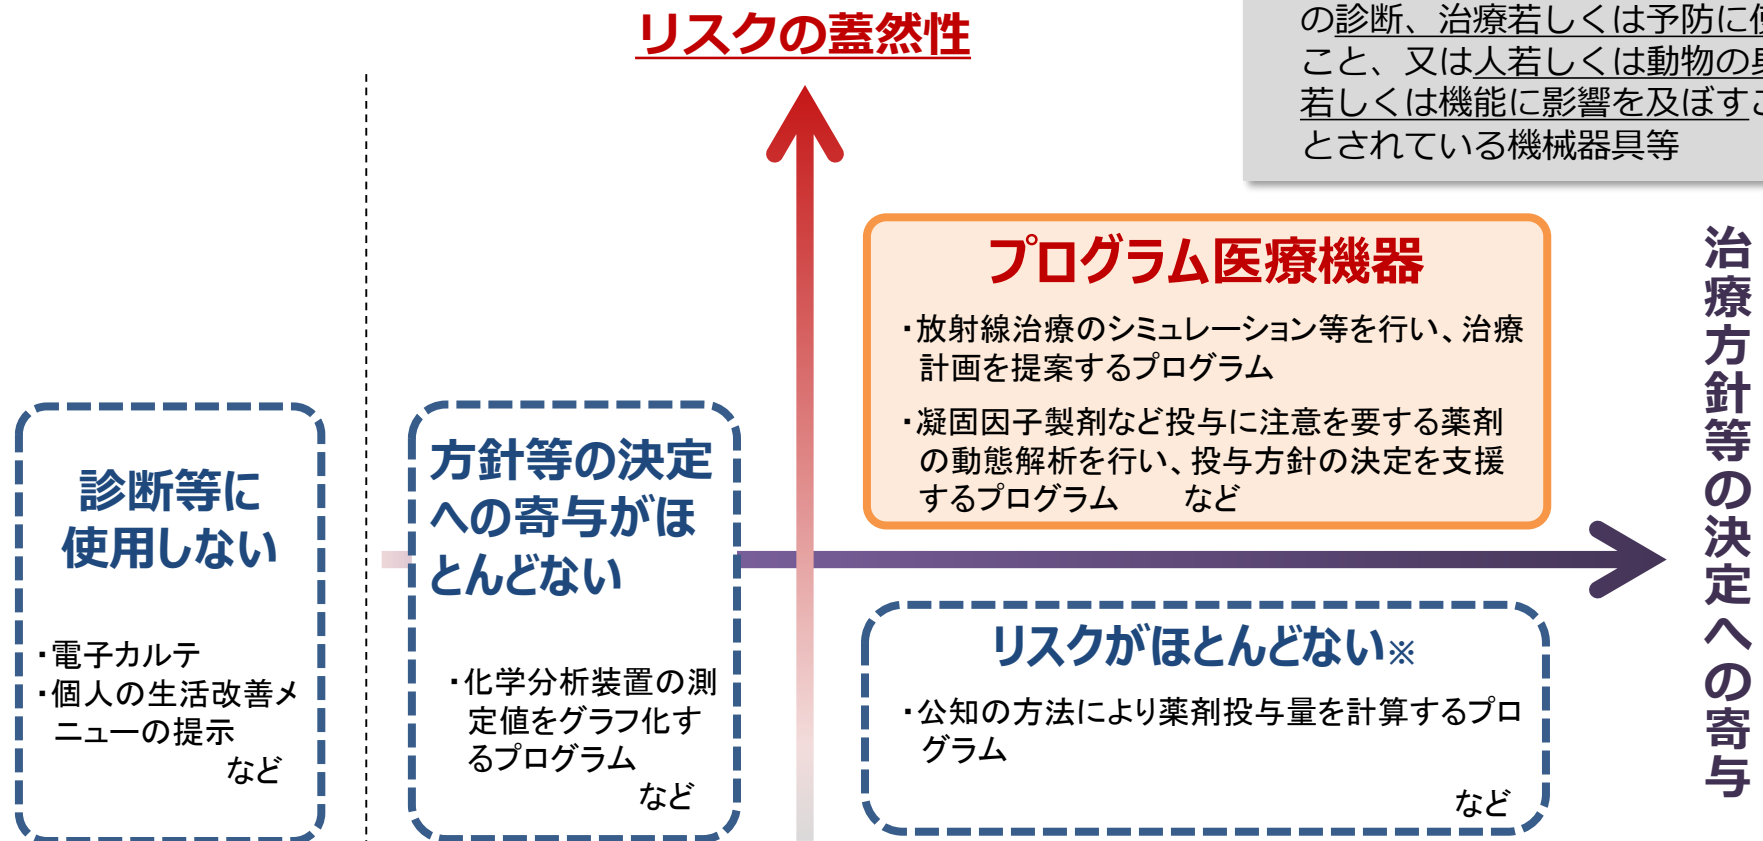 リスクの蓋然性
の診断、治療若しくは予防に
こと、又は人若しくは動物の
若しくは機能に影響を及ぼす
とされている機械器具等
プログラム医療機器
・放射線治療のシミュレーション等を行い、治療
計画を提案するプログラム
・凝固因子製剤など投与に注意を要する薬剤
の動態解析を行い、投与方針の決定を支援
するプログラム など
治療方針等の決定への寄与
診断等に
使用しない
・電子カルテ
・個人の生活改善メ
ニューの提示
など
方針等の決定
への寄与がほ
とんどない
・化学分析装置の測
定値をグラフ化す
るプログラム
など
リスクがほとんどない※
・公知の方法により薬剤投与量を計算するプロ
グラム
など